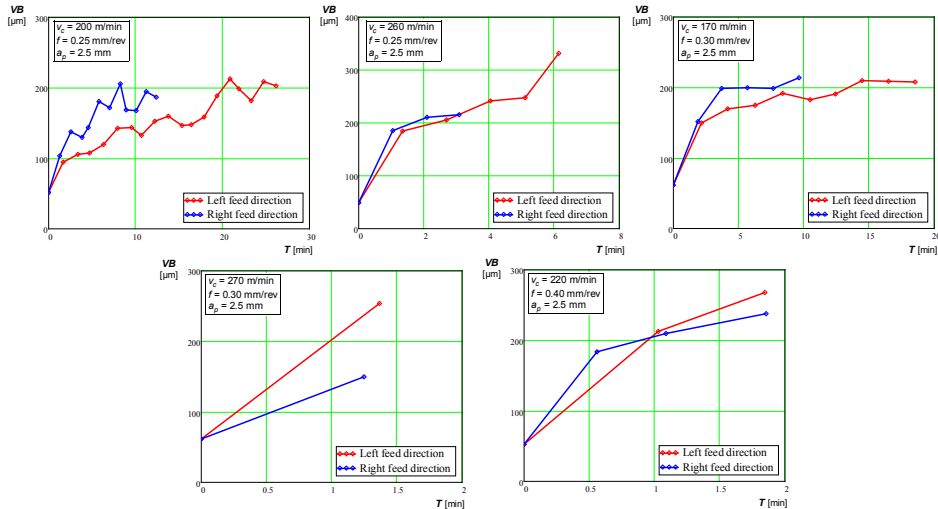 VB
[µm]
400
300
200
100
0
v_c = 200 m/min
f = 0.25 mm/rev
a_p = 2.5 mm
Left feed direction
Right feed direction
0 10 20 30
T [min]
VB
[µm]
400
300
200
100
0
v_c = 260 m/min
f = 0.25 mm/rev
a_p = 2.5 mm
Left feed direction
Right feed direction
0 2 4 6 8
T [min]
VB
[µm]
300
200
100
0
v_c = 170 m/min
f = 0.30 mm/rev
a_p = 2.5 mm
Left feed direction
Right feed direction
0 5 10 15 20
T [min]
VB
[µm]
300
200
100
0
v_c = 270 m/min
f = 0.30 mm/rev
a_p = 2.5 mm
Left feed direction
Right feed direction
0 0.5 1 1.5 2
T [min]
VB
[µm]
300
200
100
0
v_c = 220 m/min
f = 0.40 mm/rev
a_p = 2.5 mm
Left feed direction
Right feed direction
0 0.5 1 1.5 2
T [min]